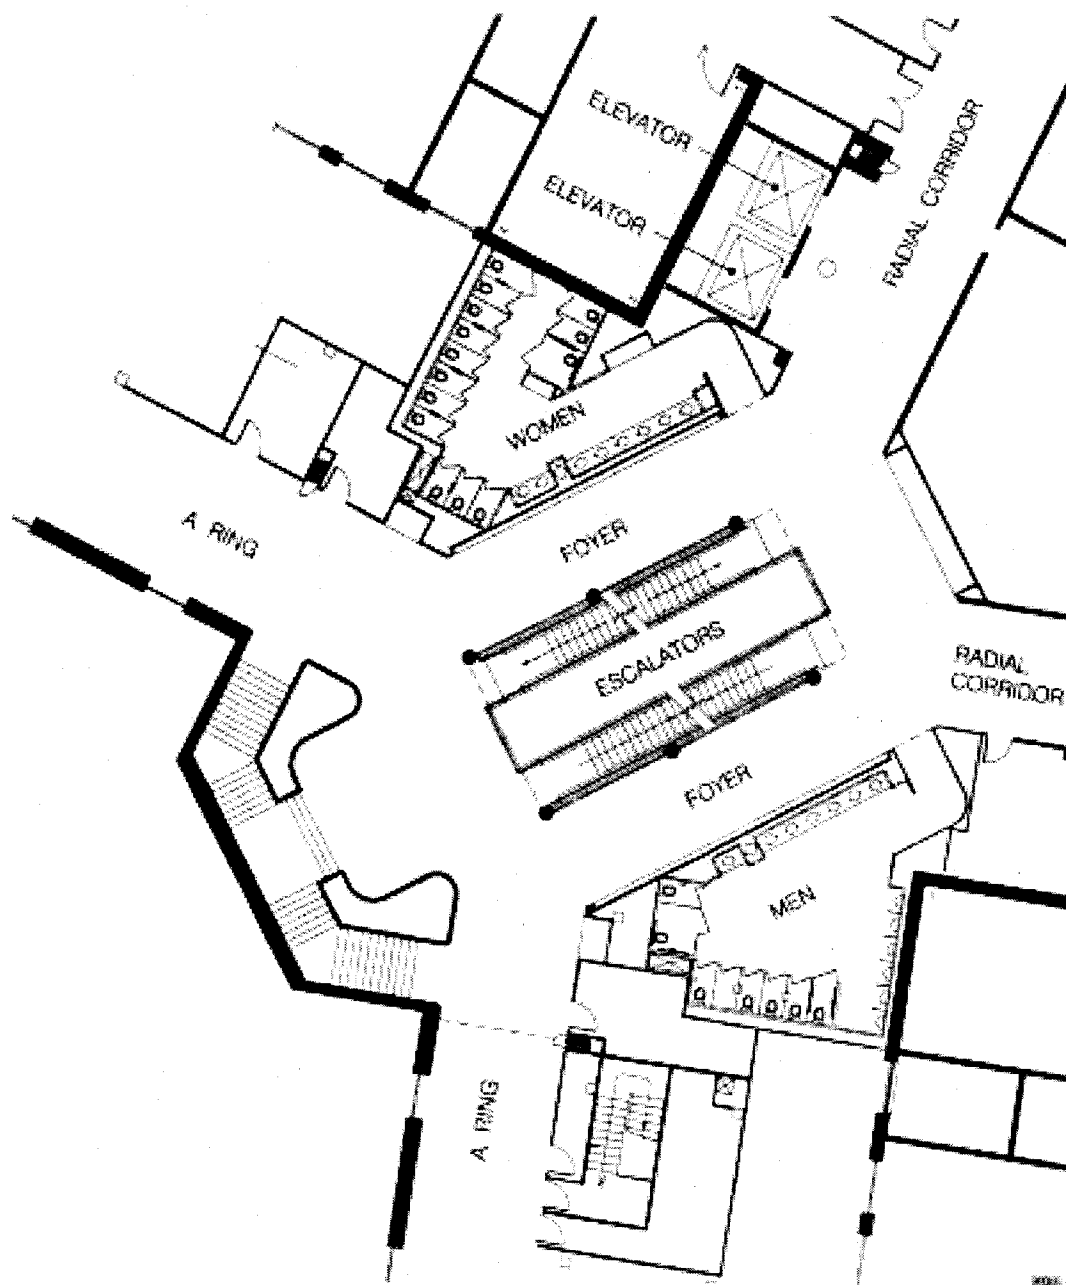 ELEVATOR
ELEVATOR
RADIAL CORRIDOR
WOMEN
A RING
FOYER
ESCALATORS
RADIAL
CORRIDOR
FOYER
MEN
A RING